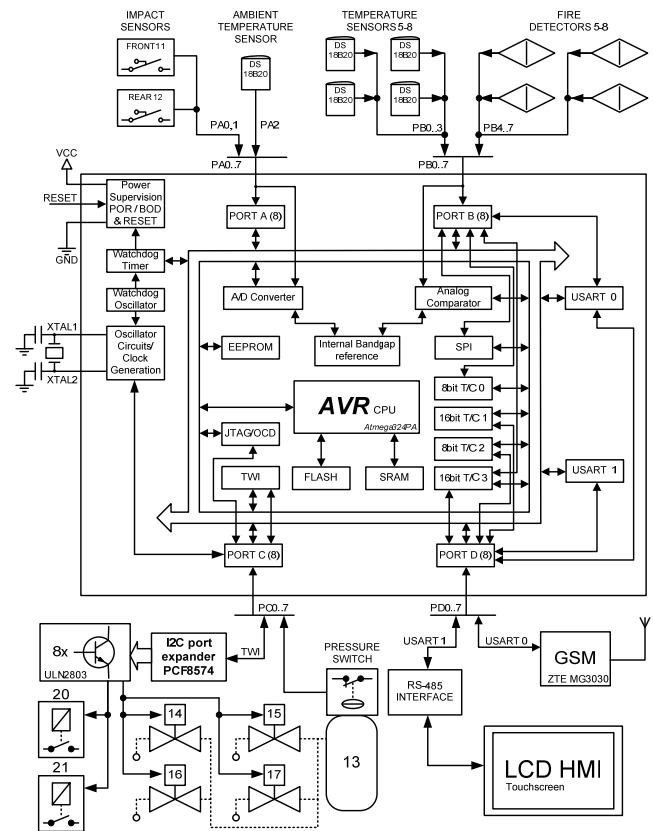 IMPACT
SENSORS
AMBIENT
TEMPERATURE
SENSOR
TEMPERATURE
SENSORS 5-8
FIRE
DETECTORS 5-8
FRONT 11
REAR 12
DS
18B20
DS
18B20
DS
18B20
DS
18B20
DS
18B20
PA0,1
PA2
PB0..3
PB4..7
PA0..7
PB0..7
VCC
RESET
GND
Power
Supervision
POR / BOD
& RESET
PORT A (8)
PORT B (8)
Watchdog
Timer
Watchdog
Oscillator
A/D Converter
Analog
Comparator
USART 0
XTAL1
XTAL2
Oscillator
Circuits/
Clock
Generation
EEPROM
Internal Bandgap
reference
SPI
8bit T/C 0
AVR CPU
Atmega324PA
16bit T/C 1
JTAG/OCD
8bit T/C 2
TWI
FLASH
SRAM
16bit T/C 3
USART 1
PORT C (8)
PORT D (8)
PC0..7
PD0..7
8x
ULN2803
I2C port
expander
PCF8574
TWI
PRESSURE
SWITCH
USART 1
USART 0
RS-485
INTERFACE
GSM
ZTE MG3030
20
14
15
13
21
16
17
LCD HMI
Touchscreen